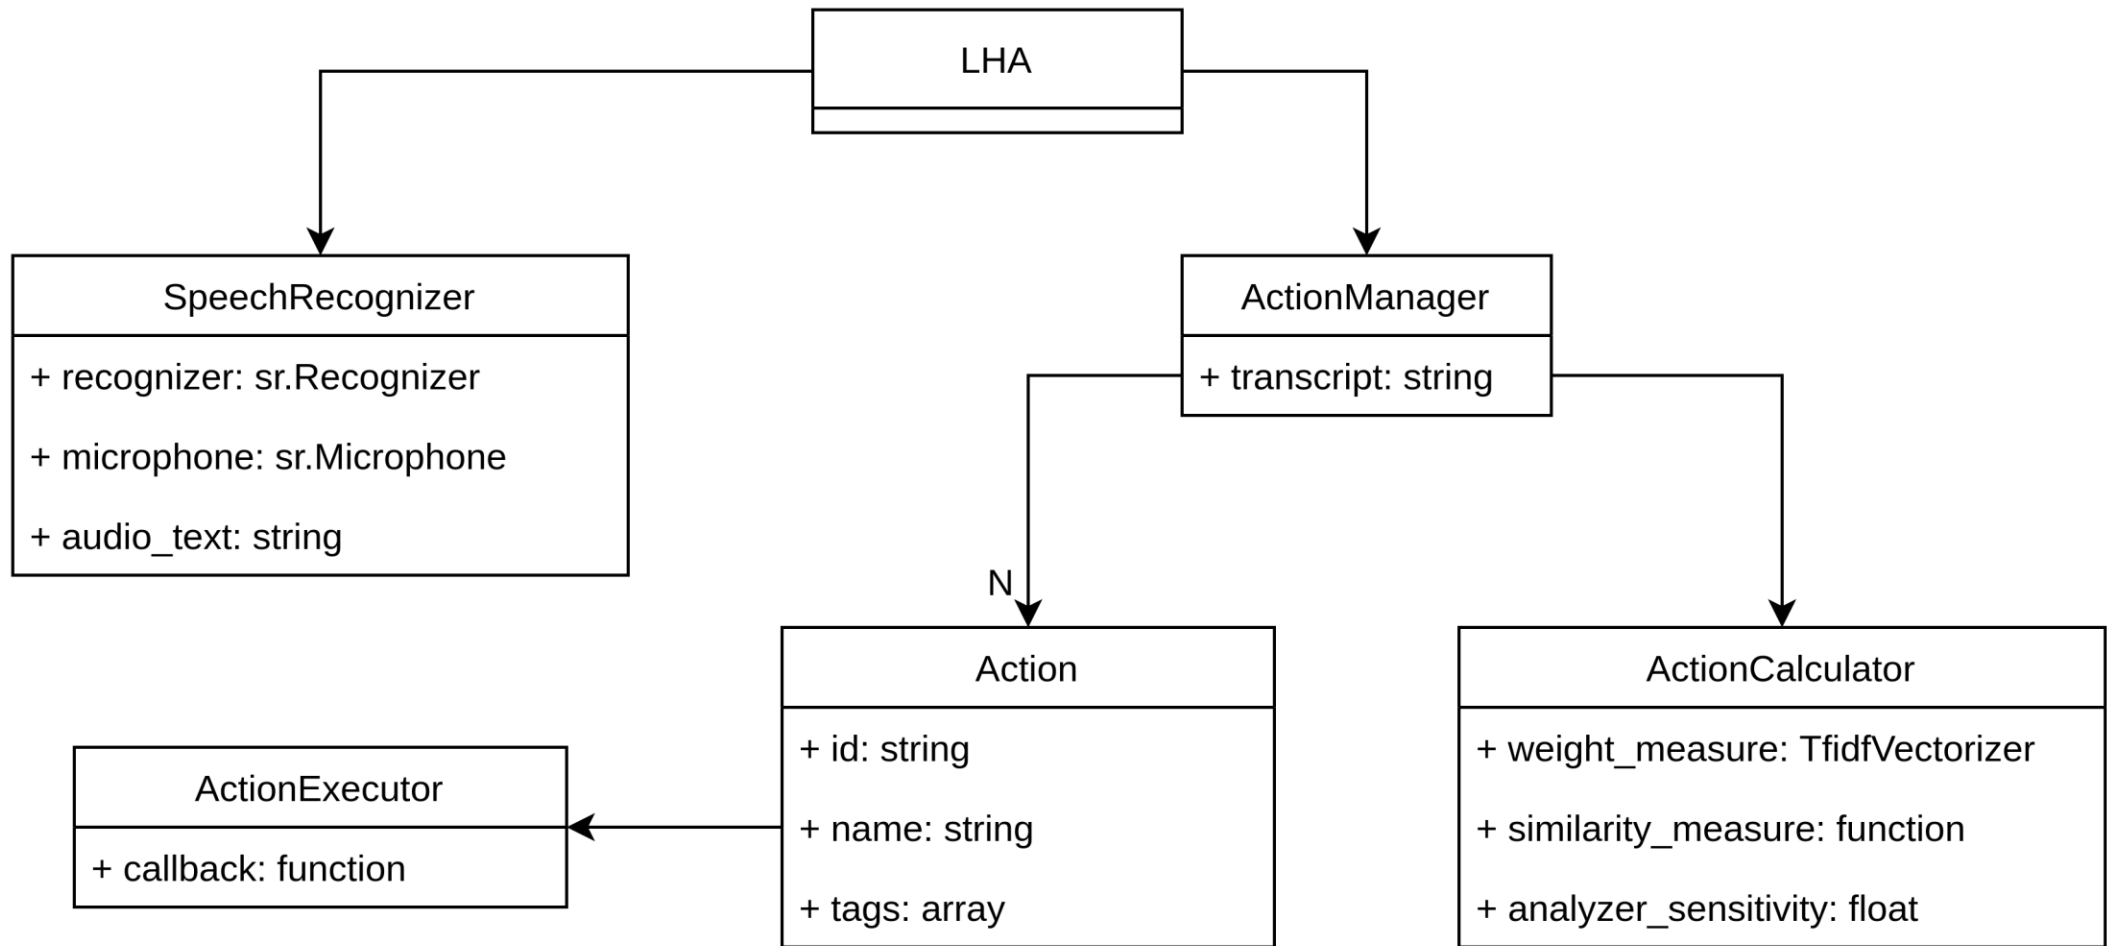 LHA
SpeechRecognizer
+ recognizer: sr.Recognizer
+ microphone: sr.Microphone
+ audio_text: string
ActionManager
+ transcript: string
N
Action
+ id: string
+ name: string
+ tags: array
ActionCalculator
+ weight_measure: TfidfVectorizer
+ similarity_measure: function
+ analyzer_sensitivity: float
ActionExecutor
+ callback: function